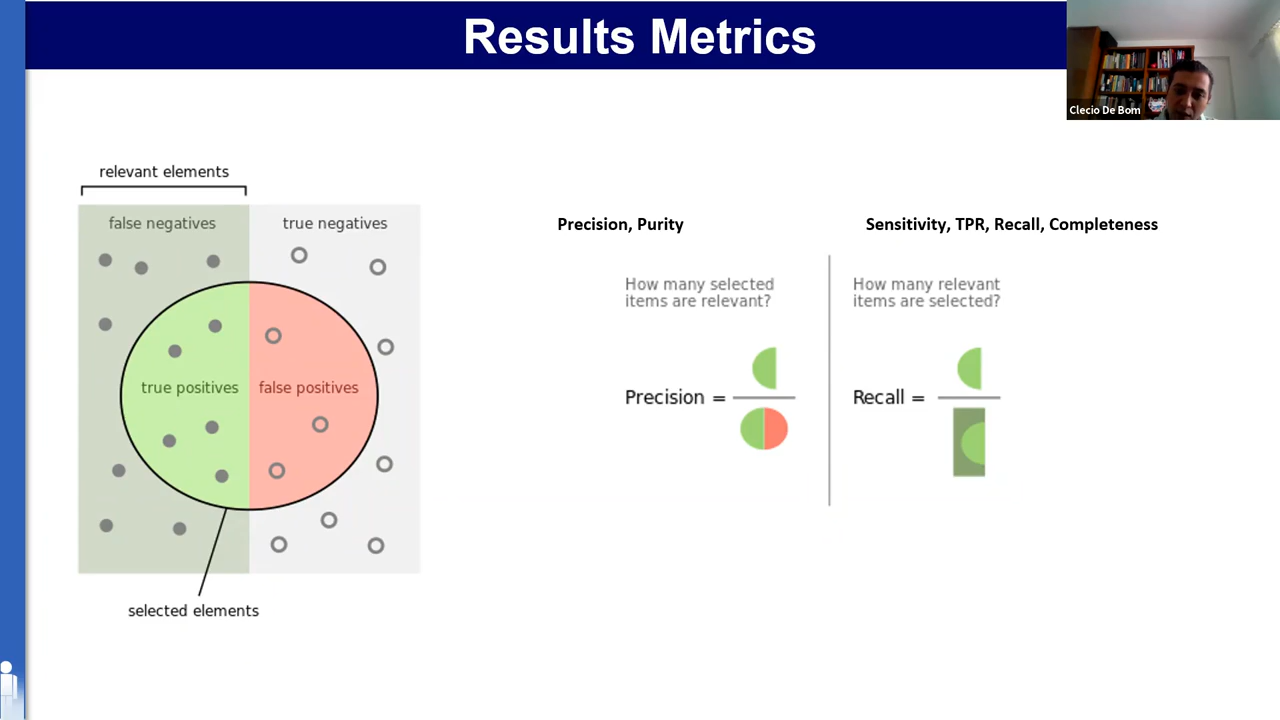 Results Metrics
Clecio De Bom
relevant elements
false negatives
true negatives
true positives
false positives
selected elements
Precision, Purity
How many selected
items are relevant?
Precision =
Sensitivity, TPR, Recall, Completeness
How many relevant
items are selected?
Recall =